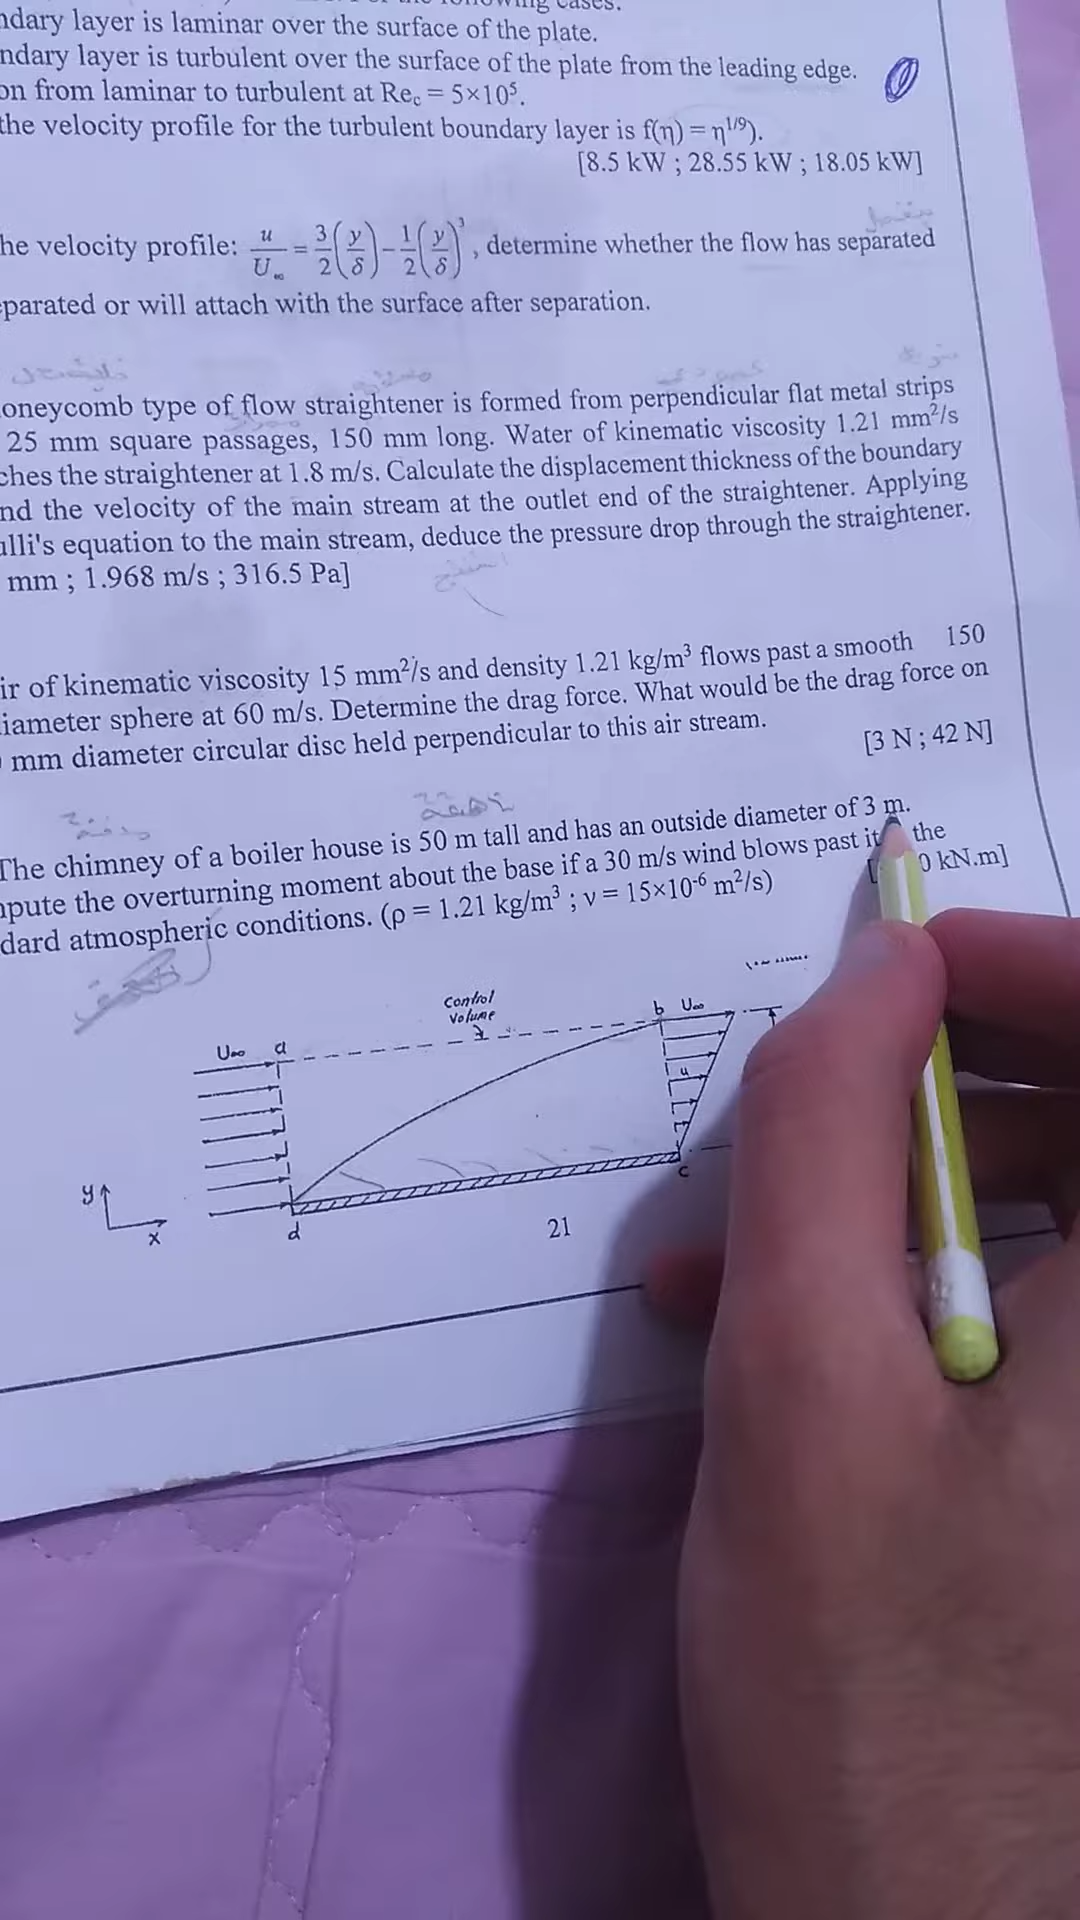 ndary layer is laminar over the surface of the plate.
ndary layer is turbulent over the surface of the plate from the leading edge.
on from laminar to turbulent at Re_c = 5×10⁵.
the velocity profile for the turbulent boundary layer is f(η) = η^1/9).
[8.5 kW ; 28.55 kW ; 18.05 kW]
he velocity profile: u/U∞ = 3/2(y/δ) − 1/2(y/δ)³, determine whether the flow has separated
parated or will attach with the surface after separation.
oneycomb type of flow straightener is formed from perpendicular flat metal strips
25 mm square passages, 150 mm long. Water of kinematic viscosity 1.21 mm²/s
ches the straightener at 1.8 m/s. Calculate the displacement thickness of the boundary
nd the velocity of the main stream at the outlet end of the straightener. Applying
ulli's equation to the main stream, deduce the pressure drop through the straightener.
mm ; 1.968 m/s ; 316.5 Pa]
ir of kinematic viscosity 15 mm²/s and density 1.21 kg/m³ flows past a smooth 150
iameter sphere at 60 m/s. Determine the drag force. What would be the drag force on
mm diameter circular disc held perpendicular to this air stream.
[3 N ; 42 N]
The chimney of a boiler house is 50 m tall and has an outside diameter of 3 m.
pute the overturning moment about the base if a 30 m/s wind blows past it the
dard atmospheric conditions. (ρ = 1.21 kg/m³ ; ν = 15×10⁻⁶ m²/s)
0 kN.m]
Control
Volume
U∞ a
b U∞
u
y
x
d
c
21